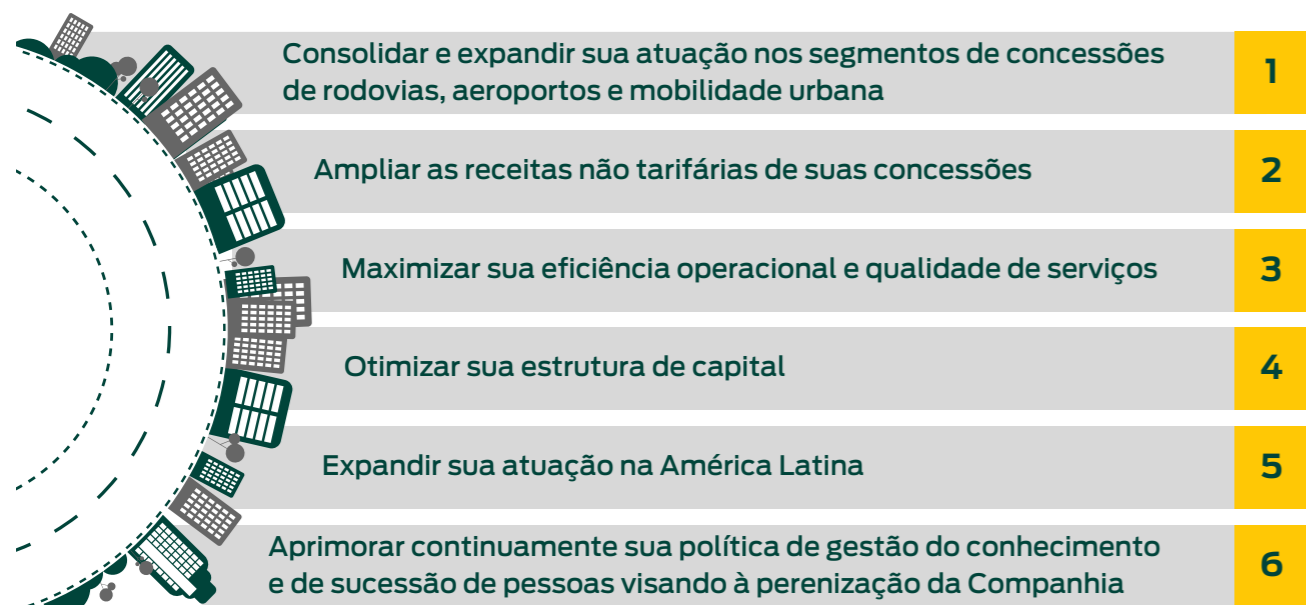 Consolidar e expandir sua atuação nos segmentos de concessões
de rodovias, aeroportos e mobilidade urbana
1
Ampliar as receitas não tarifárias de suas concessões
2
Maximizar sua eficiência operacional e qualidade de serviços
3
Otimizar sua estrutura de capital
4
Expandir sua atuação na América Latina
5
Aprimorar continuamente sua política de gestão do conhecimento
e de sucessão de pessoas visando à perenização da Companhia
6